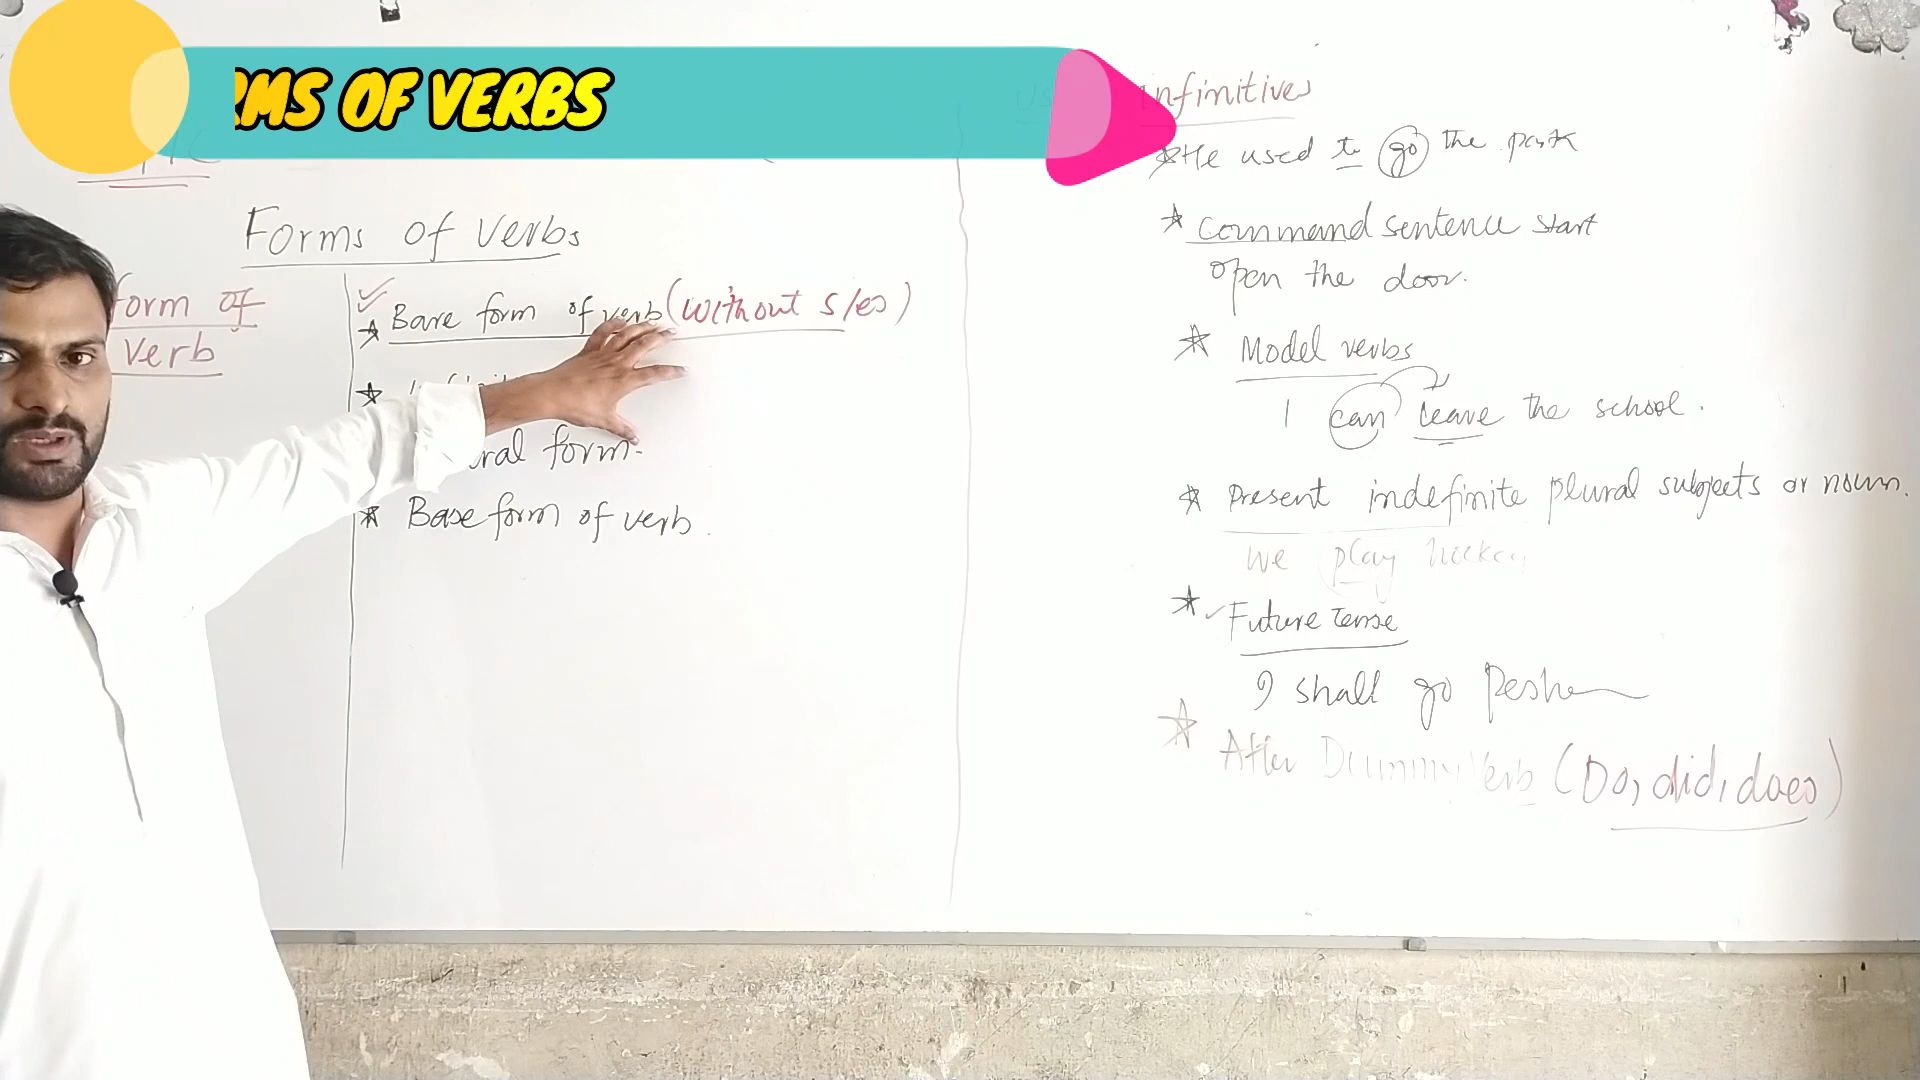 RMS OF VERBS
Forms of verbs
form of
verb
* Bare form of verb (without s/es)
*
ral form.
* Base form of verb.
infinitives
* He used to go the park
* Command sentence start
open the door.
* Model verbs
I can leave the school.
* Present indefinite plural subjects or noun.
we play hockey
* Future tense
I shall go
* After Dummy Verb (Do, did, does)